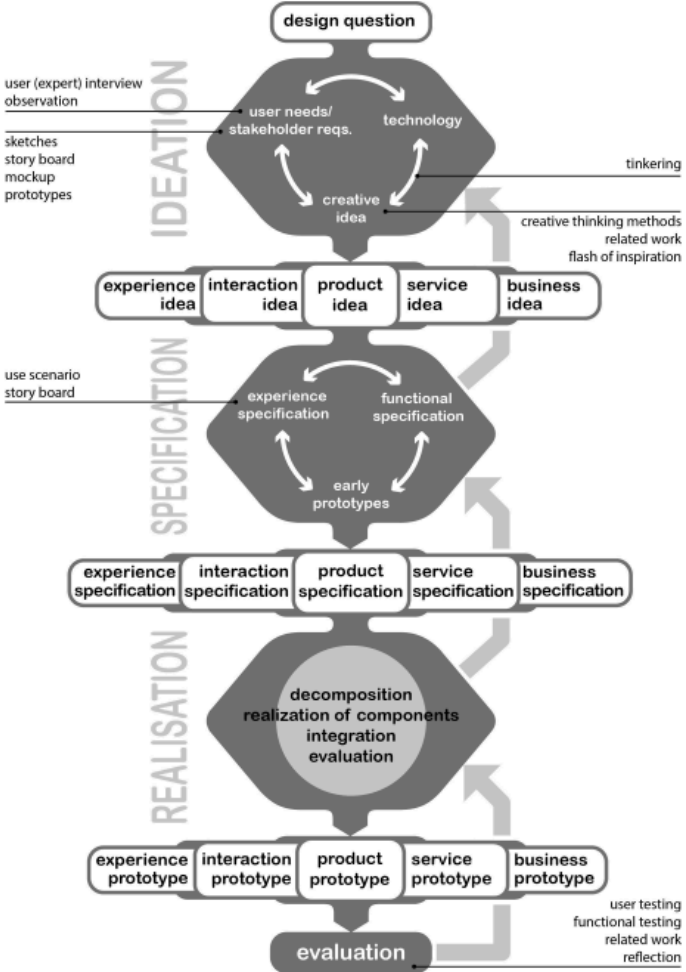 design question
IDEATION
user (expert) interview
observation
sketches
story board
mockup
prototypes
user needs/
stakeholder reqs.
technology
creative
idea
tinkering
creative thinking methods
related work
flash of inspiration
experience
idea
interaction
idea
product
idea
service
idea
business
idea
SPECIFICATION
use scenario
story board
experience
specification
functional
specification
early
prototypes
experience
specification
interaction
specification
product
specification
service
specification
business
specification
REALISATION
decomposition
realization of components
integration
evaluation
experience
prototype
interaction
prototype
product
prototype
service
prototype
business
prototype
user testing
functional testing
related work
reflection
evaluation